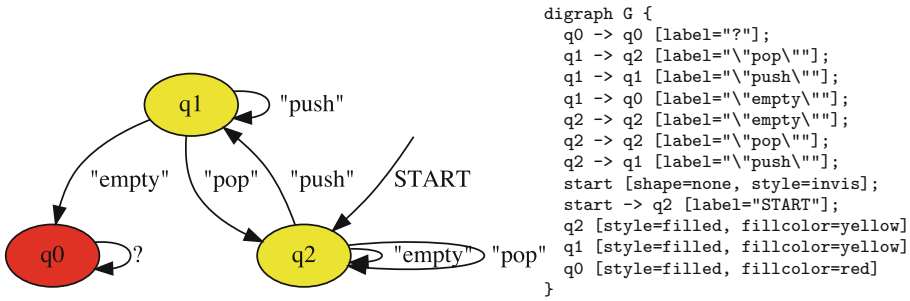 q1
"push"
"empty"
"pop"
"push"
START
q0
?
q2
"empty"
"pop"
digraph G {
q0 -> q0 [label="?"];
q1 -> q2 [label="\"pop\""];
q1 -> q1 [label="\"push\""];
q1 -> q0 [label="\"empty\""];
q2 -> q2 [label="\"empty\""];
q2 -> q2 [label="\"pop\""];
q2 -> q1 [label="\"push\""];
start [shape=none, style=invis];
start -> q2 [label="START"];
q2 [style=filled, fillcolor=yellow]
q1 [style=filled, fillcolor=yellow]
q0 [style=filled, fillcolor=red]
}